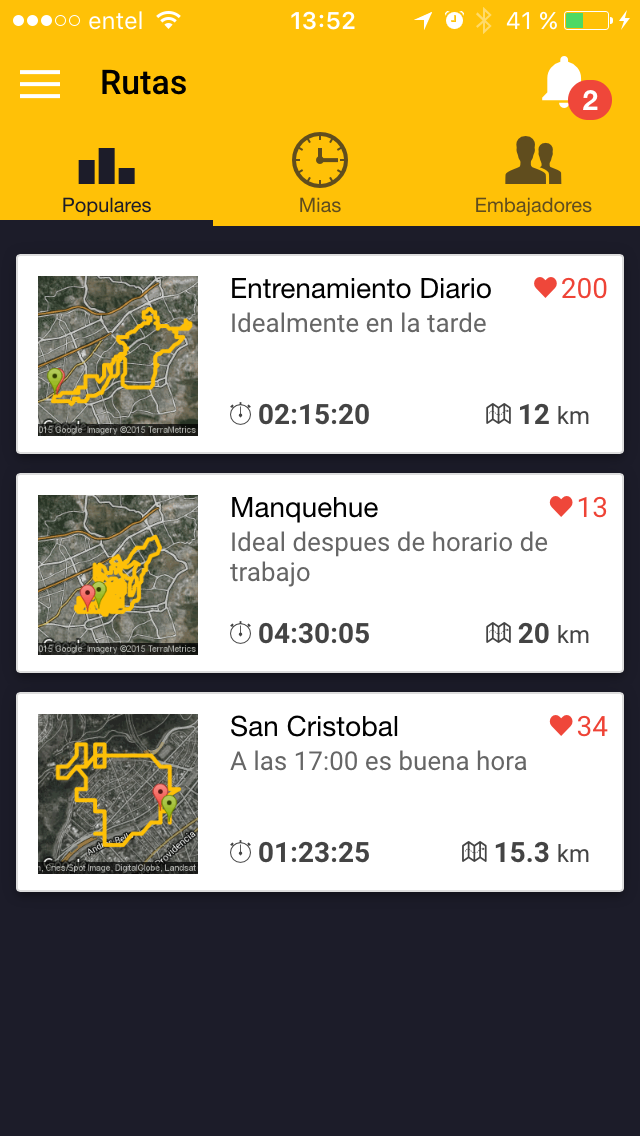 entel 13:52 41 %
Rutas
2
Populares Mias Embajadores
Entrenamiento Diario 200
Idealmente en la tarde
02:15:20 12 km
015 Google Imagery ©2015 TerraMetrics
Manquehue 13
Ideal despues de horario de
trabajo
04:30:05 20 km
015 Google Imagery ©2015 TerraMetrics
San Cristobal 34
A las 17:00 es buena hora
01:23:25 15.3 km
Providencia
Cnes/Spot Image, DigitalGlobe, Landsat